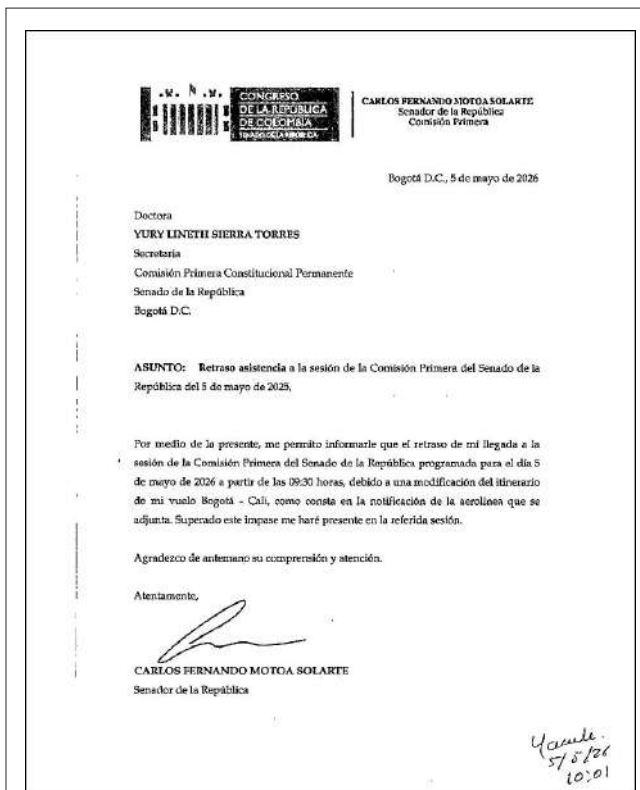 CONGRESO
DE LA REPÚBLICA
DE COLOMBIA
SENADO DE LA REPÚBLICA
CARLOS FERNANDO MOTOA SOLARTE
Senador de la República
Comisión Primera
Bogotá D.C., 5 de mayo de 2026
Doctora
YURY LINETH SIERRA TORRES
Secretaria
Comisión Primera Constitucional Permanente
Senado de la República
Bogotá D.C.
ASUNTO: Retraso asistencia a la sesión de la Comisión Primera del Senado de la
República del 5 de mayo de 2025.
Por medio de la presente, me permito informarle que el retraso de mi llegada a la
sesión de la Comisión Primera del Senado de la República programada para el día 5
de mayo de 2026 a partir de las 09:30 horas, debido a una modificación del itinerario
de mi vuelo Bogotá – Cali, como consta en la notificación de la aerolínea que se
adjunta. Superado este impase me haré presente en la referida sesión.
Agradezco de antemano su comprensión y atención.
Atentamente,
CARLOS FERNANDO MOTOA SOLARTE
Senador de la República
5/5/26
10:01